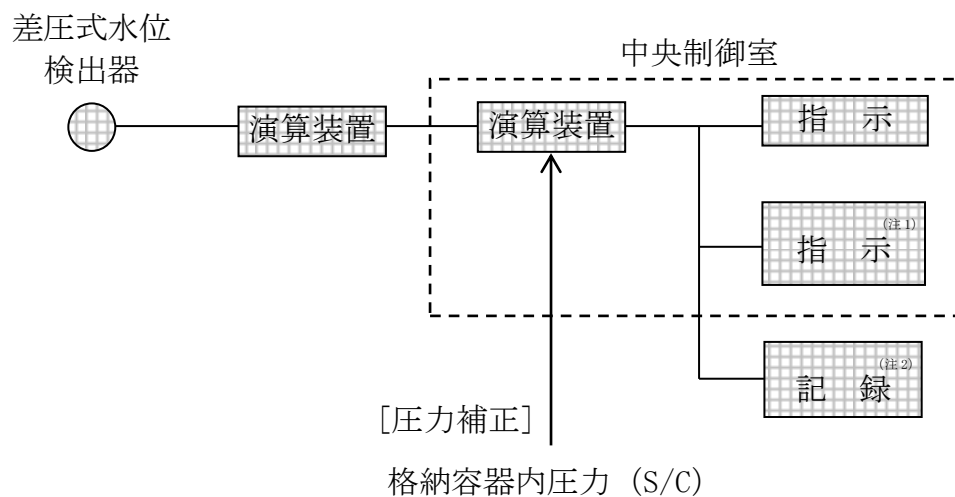 差圧式水位
検出器
中央制御室
演算装置
演算装置
指 示
指 示 (注1)
記 録 (注2)
[圧力補正]
格納容器内圧力 (S/C)